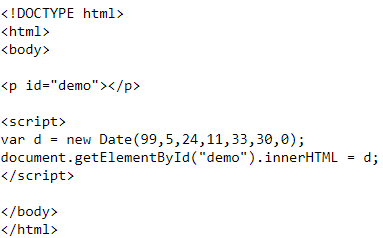 <!DOCTYPE html>
<html>
<body>
<p id="demo"></p>
<script>
var d = new Date(99,5,24,11,33,30,0);
document.getElementById("demo").innerHTML = d;
</script>
</body>
</html>